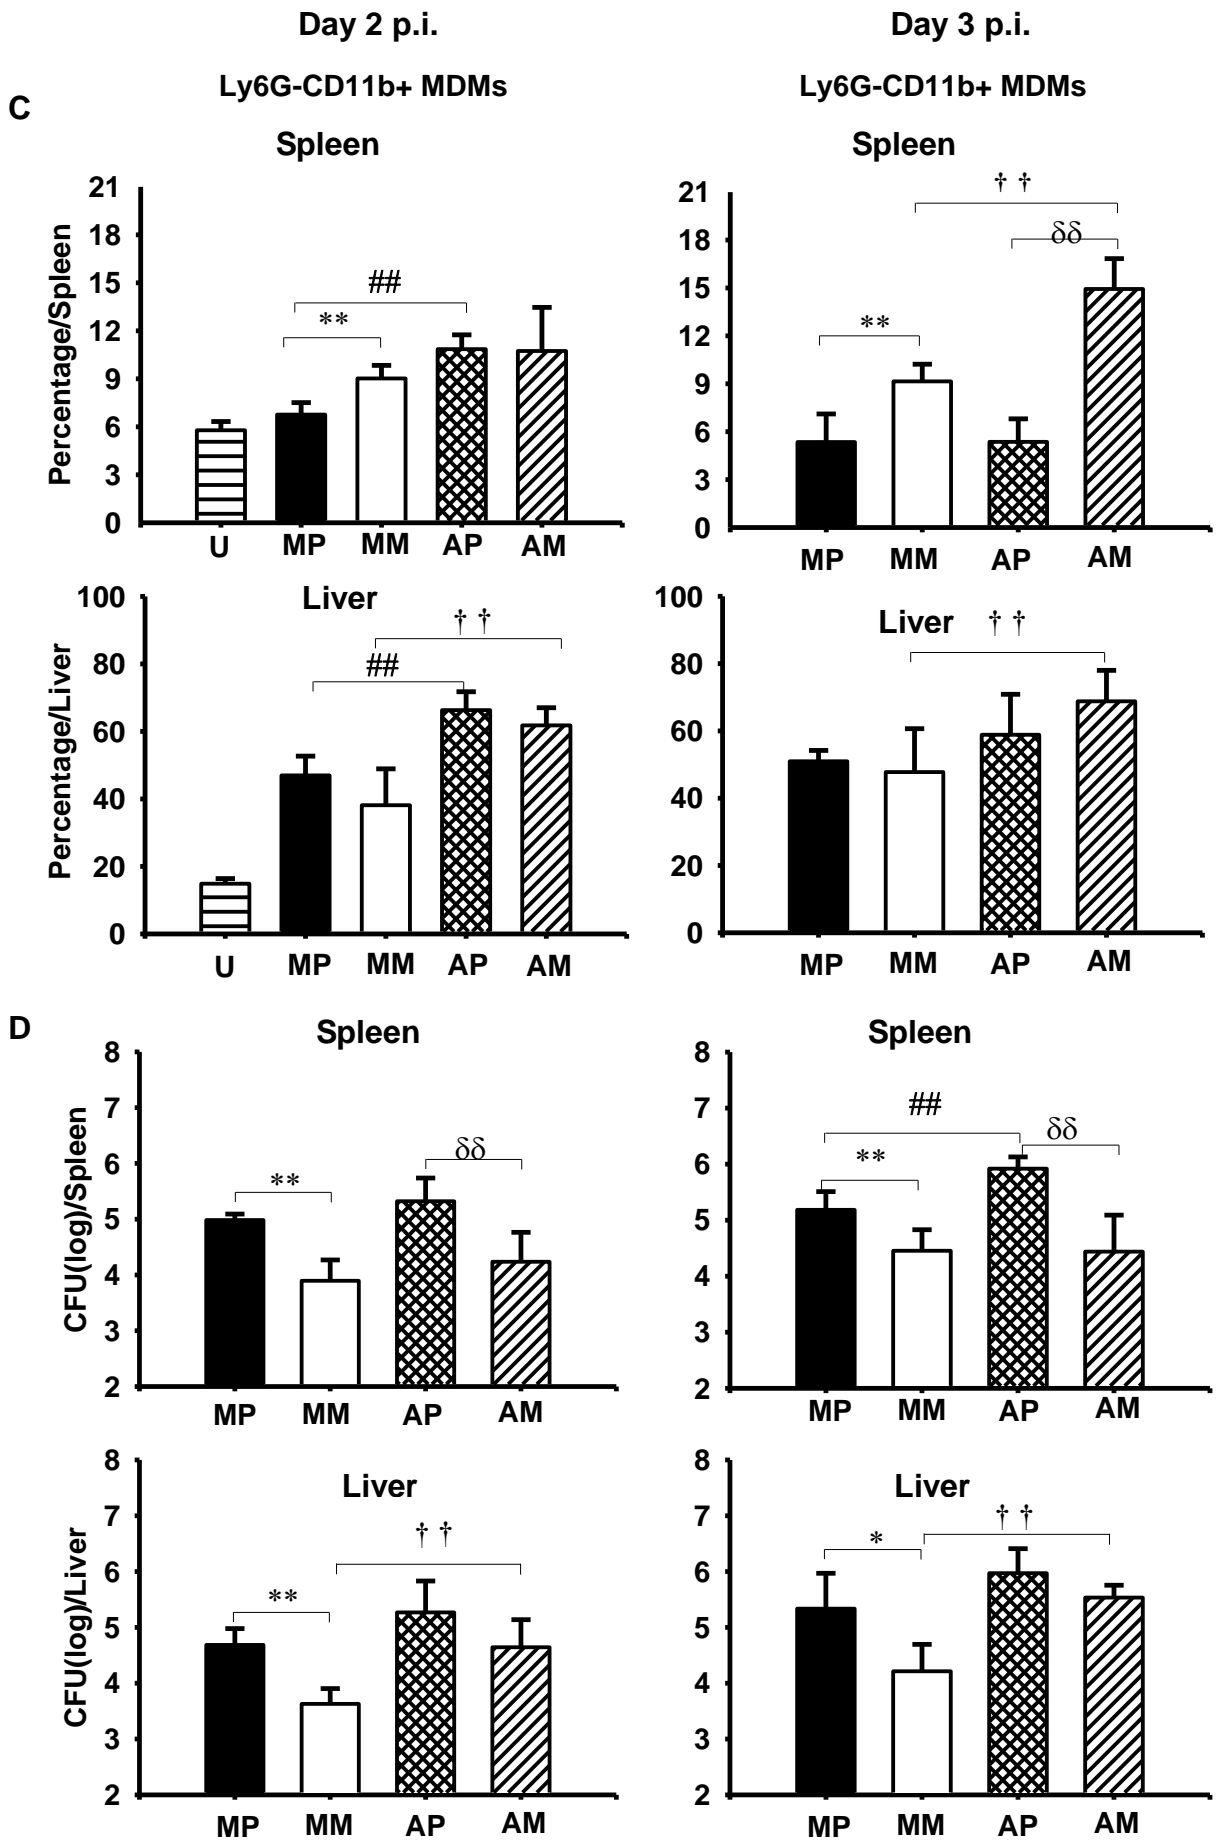 Day 2 p.i.
Day 3 p.i.
Ly6G-CD11b+ MDMs
Ly6G-CD11b+ MDMs
C
Spleen
Spleen
Percentage/Spleen
21
18
15
12
9
6
3
0
##
**
U MP MM AP AM
21
18
15
12
9
6
3
0
† †
δδ
**
MP MM AP AM
Liver
Percentage/Liver
100
80
60
40
20
0
† †
##
U MP MM AP AM
Liver † †
100
80
60
40
20
0
MP MM AP AM
D
Spleen
Spleen
CFU(log)/Spleen
8
7
6
5
4
3
2
δδ
**
MP MM AP AM
8
7
6
5
4
3
2
##
δδ
**
MP MM AP AM
Liver
CFU(log)/Liver
8
7
6
5
4
3
2
† †
**
MP MM AP AM
Liver
8
7
6
5
4
3
2
† †
*
MP MM AP AM